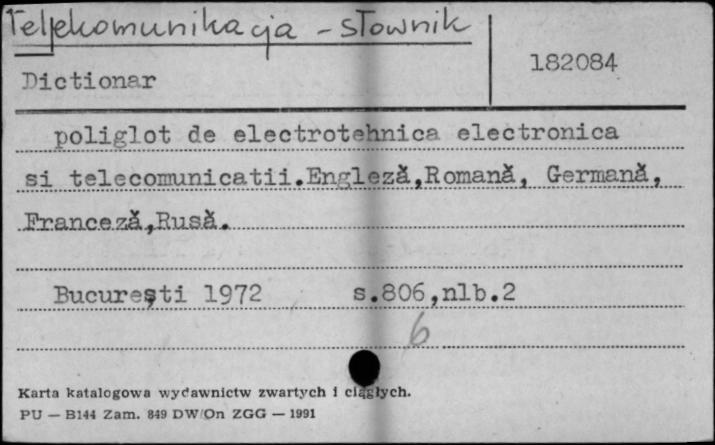 Telekomunikacja - słownik
182084
Dictionar
poliglot de electrotehnica electronica
si telecomunicatii.Engleză,Romană, Germană,
Franceză,Rusă.
București 1972 s.806,nlb.2
6
Karta katalogowa wydawnictw zwartych i ciągłych.
PU — B144 Zam. 849 DW/On ZGG — 1991